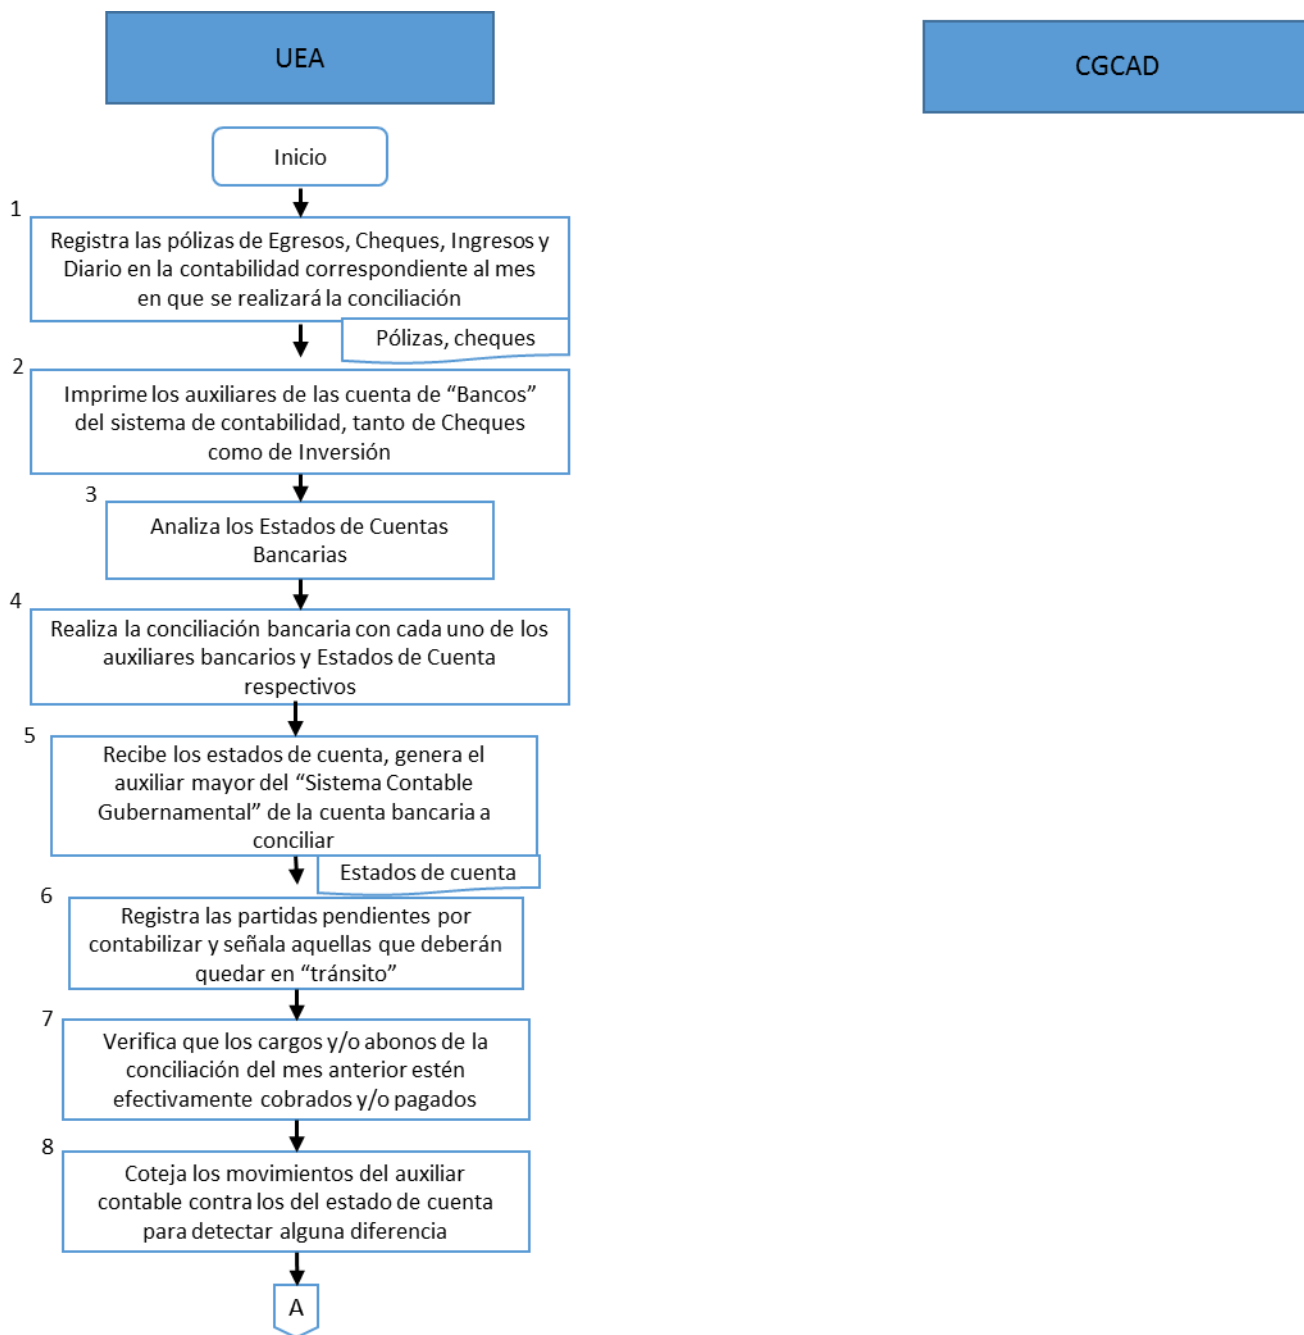 UEA
CGCAD
Inicio
1
Registra las pólizas de Egresos, Cheques, Ingresos y
Diario en la contabilidad correspondiente al mes
en que se realizará la conciliación
Pólizas, cheques
2
Imprime los auxiliares de las cuenta de “Bancos”
del sistema de contabilidad, tanto de Cheques
como de Inversión
3
Analiza los Estados de Cuentas
Bancarias
4
Realiza la conciliación bancaria con cada uno de los
auxiliares bancarios y Estados de Cuenta
respectivos
5
Recibe los estados de cuenta, genera el
auxiliar mayor del “Sistema Contable
Gubernamental” de la cuenta bancaria a
conciliar
Estados de cuenta
6
Registra las partidas pendientes por
contabilizar y señala aquellas que deberán
quedar en “tránsito”
7
Verifica que los cargos y/o abonos de la
conciliación del mes anterior estén
efectivamente cobrados y/o pagados
8
Coteja los movimientos del auxiliar
contable contra los del estado de cuenta
para detectar alguna diferencia
A